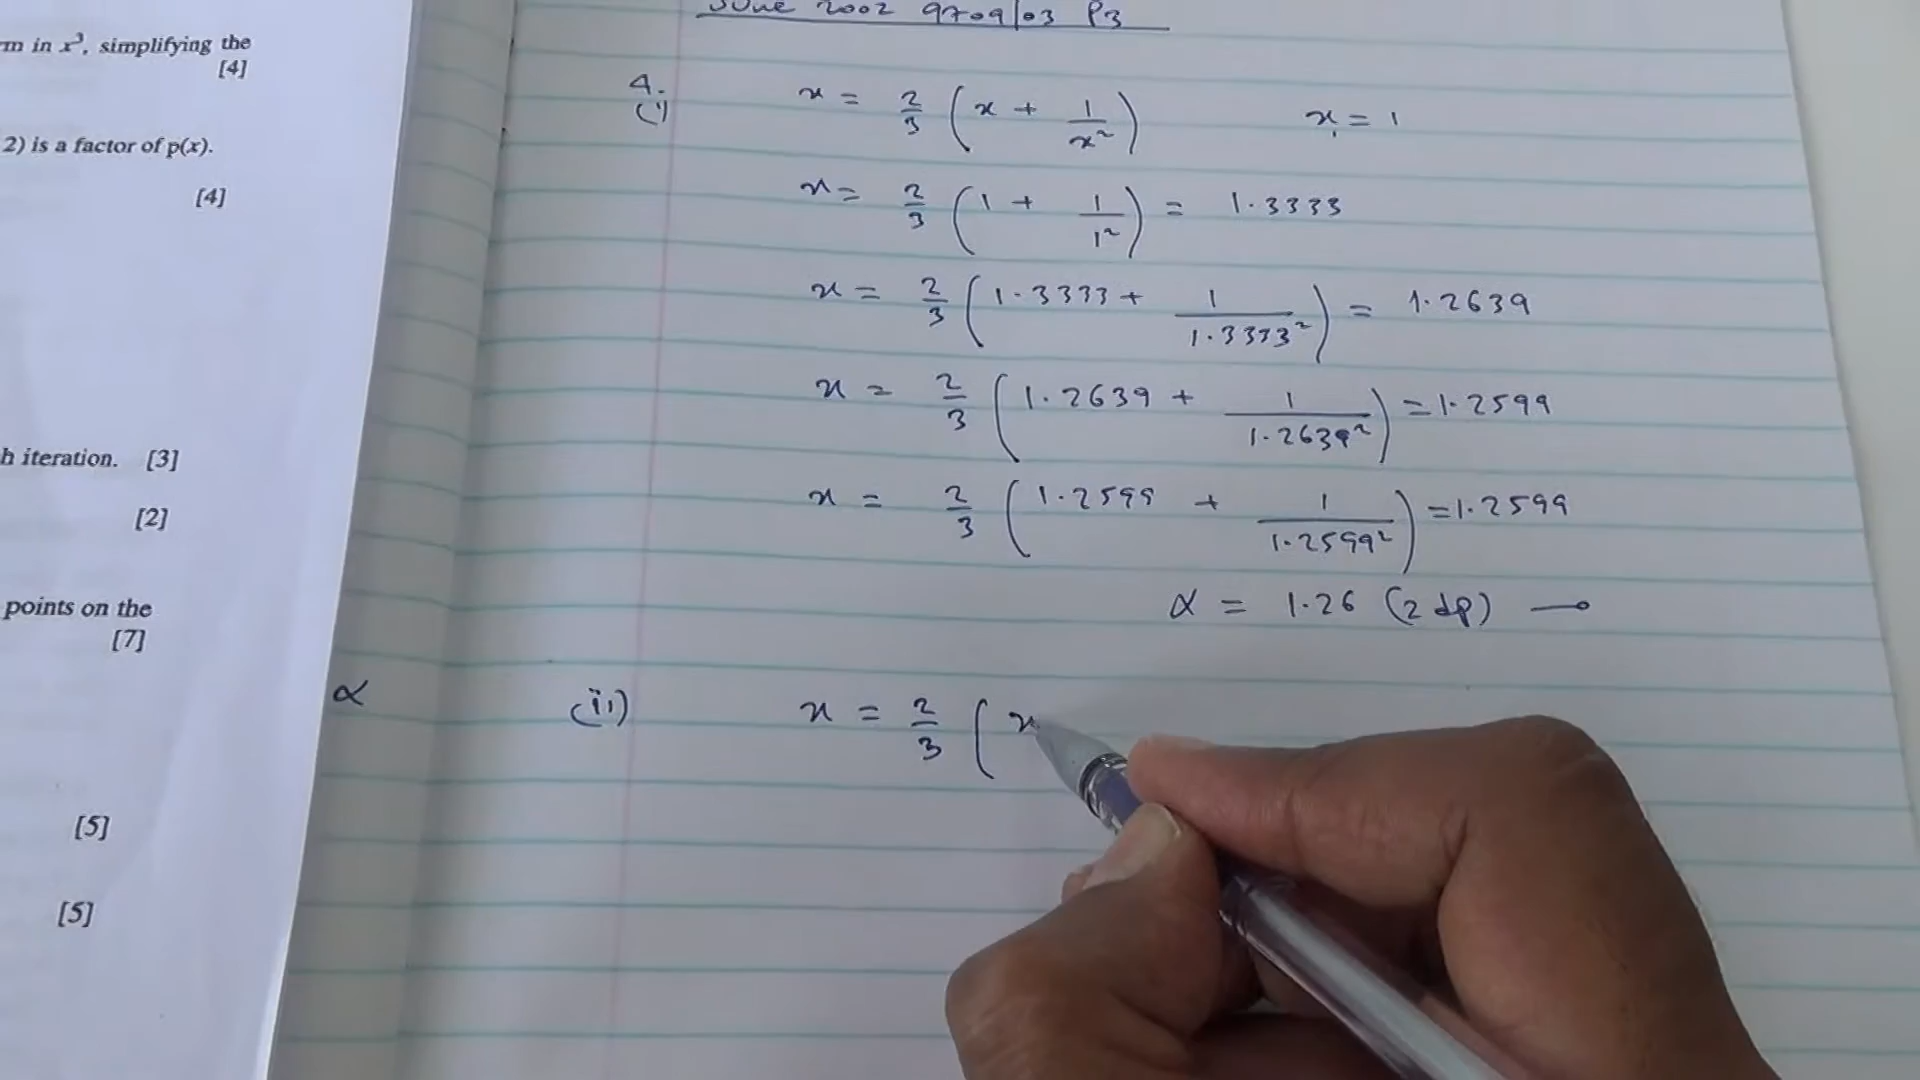 m in x³, simplifying the
[4]
2) is a factor of p(x).
[4]
h iteration. [3]
[2]
points on the
[7]
[5]
[5]
α
June 2002 9709/03 P3
4.
(i) x = 2/3 (x + 1/x²) x₁ = 1
x = 2/3 (1 + 1/1²) = 1.3333
x = 2/3 (1.3333 + 1/1.3333²) = 1.2639
x = 2/3 (1.2639 + 1/1.2639²) = 1.2599
x = 2/3 (1.2599 + 1/1.2599²) = 1.2599
α = 1.26 (2 dp)
(ii) x = 2/3 (x